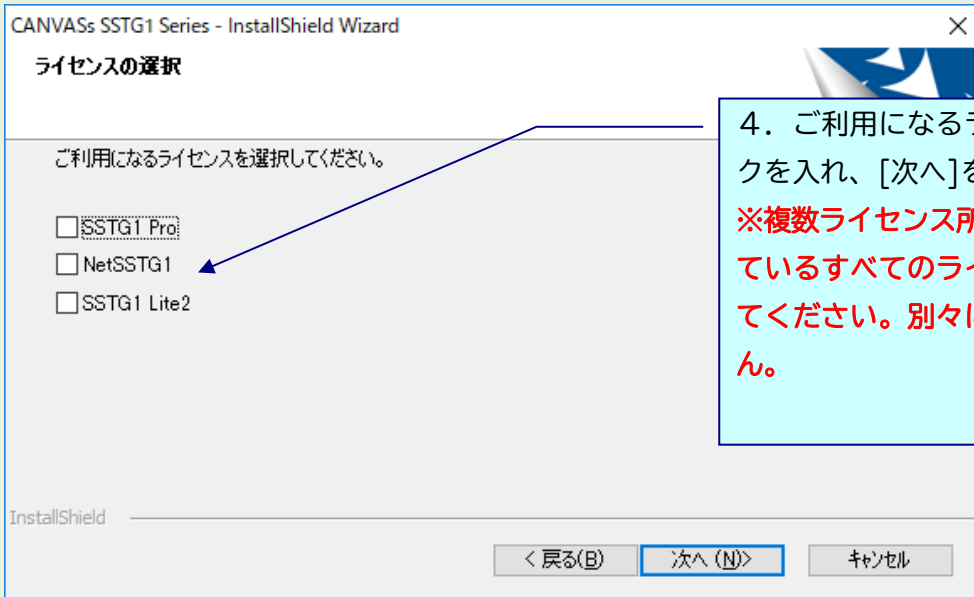 CANVASs SSTG1 Series - InstallShield Wizard
ライセンスの選択
ご利用になるライセンスを選択してください。
SSTG1 Pro
NetSSTG1
SSTG1 Lite2
4．ご利用になるラ
クを入れ、[次へ]を
※複数ライセンス所
ているすべてのライ
てください。別々に
ん。
InstallShield
< 戻る(B)
次へ (N)>
キャンセル